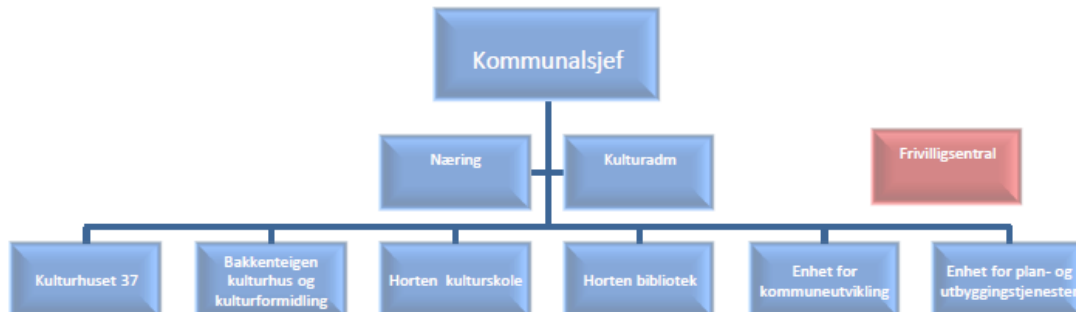 Kommunalsjef
Næring
Kulturadm
Frivilligsentral
Kulturhuset 37
Bakkenteigen
kulturhus og
kulturformidling
Horten kulturskole
Horten bibliotek
Enhet for
kommuneutvikling
Enhet for plan- og
utbyggingstjenester